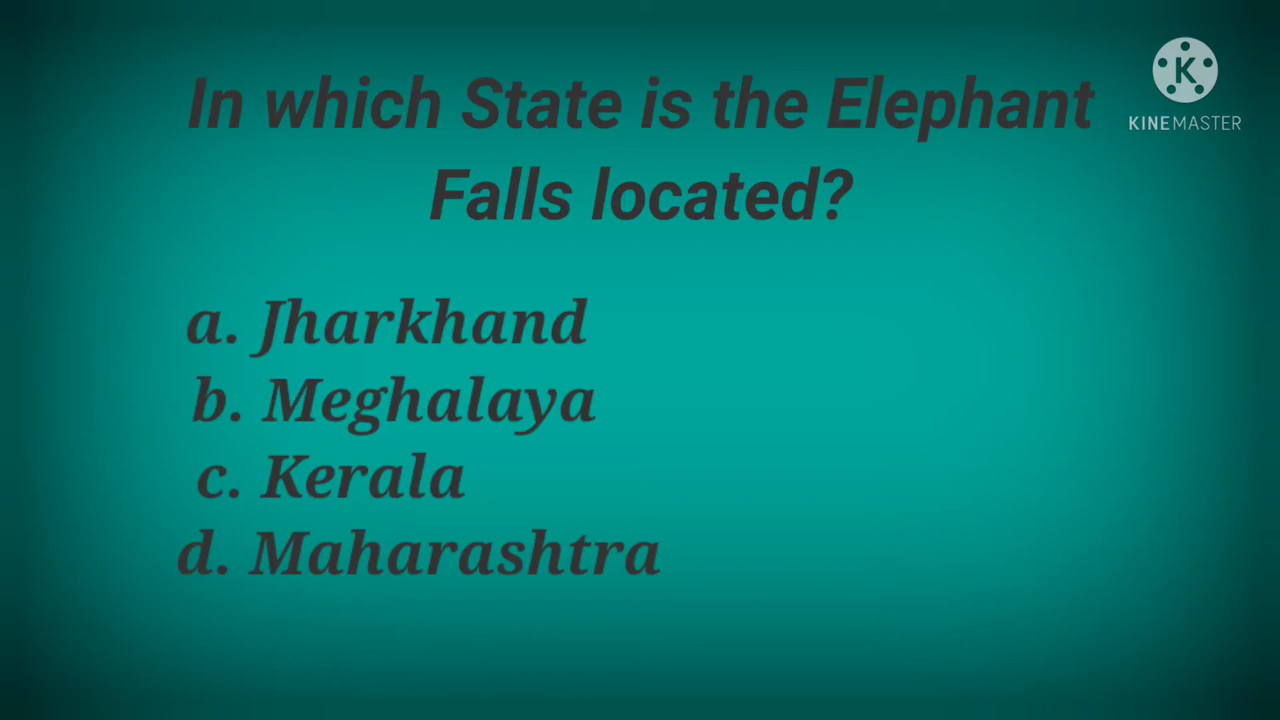 In which State is the Elephant
Falls located?
K
KINEMASTER
a. Jharkhand
b. Meghalaya
c. Kerala
d. Maharashtra